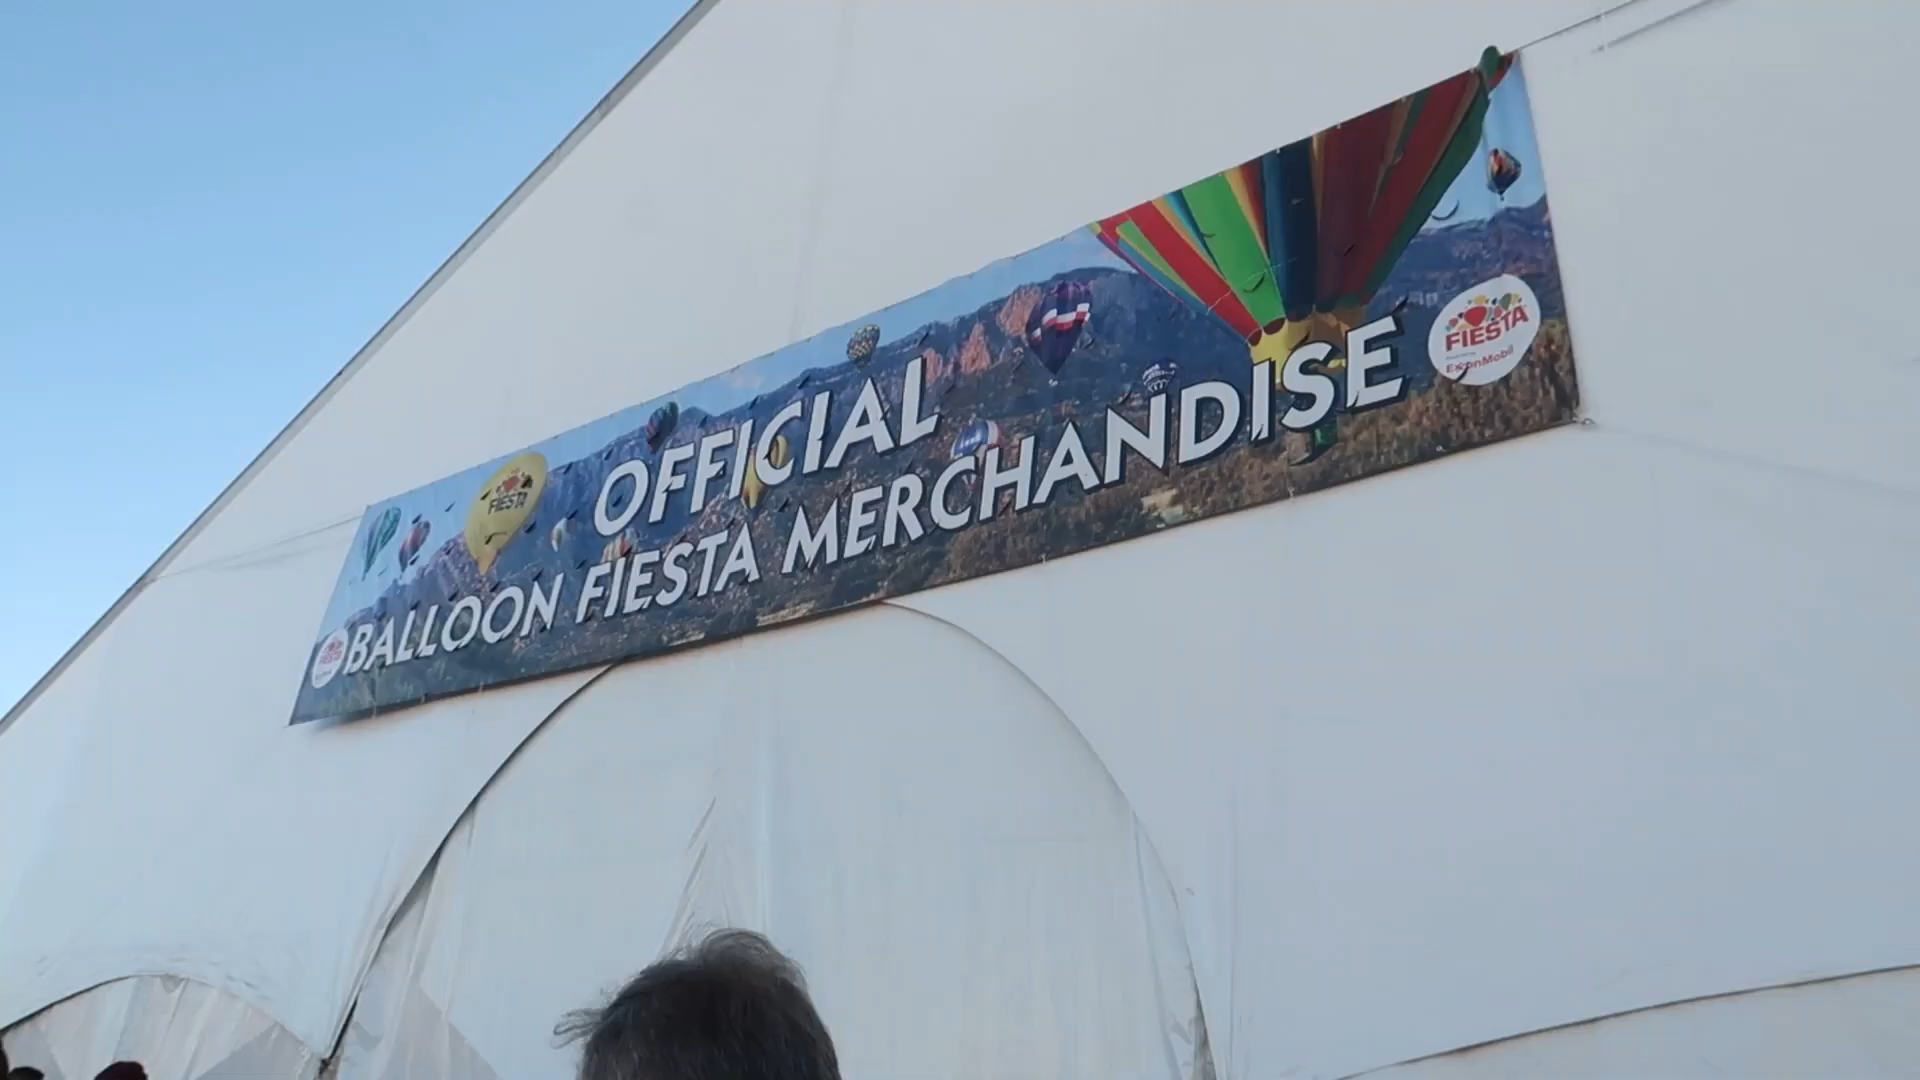 OFFICIAL
BALLOON FIESTA MERCHANDISE
FIESTA
FIESTA
ExxonMobil